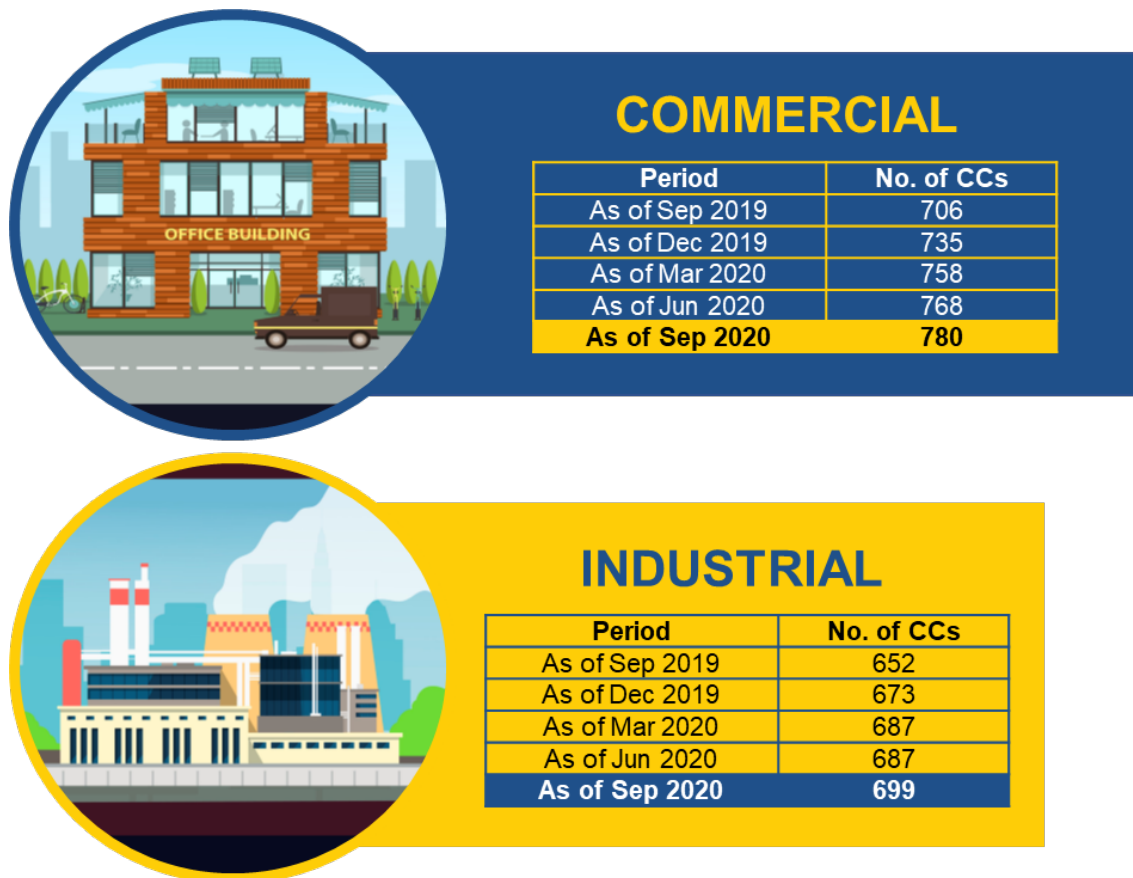 COMMERCIAL
Period No. of CCs
As of Sep 2019 706
As of Dec 2019 735
As of Mar 2020 758
As of Jun 2020 768
As of Sep 2020 780
OFFICE BUILDING
INDUSTRIAL
Period No. of CCs
As of Sep 2019 652
As of Dec 2019 673
As of Mar 2020 687
As of Jun 2020 687
As of Sep 2020 699